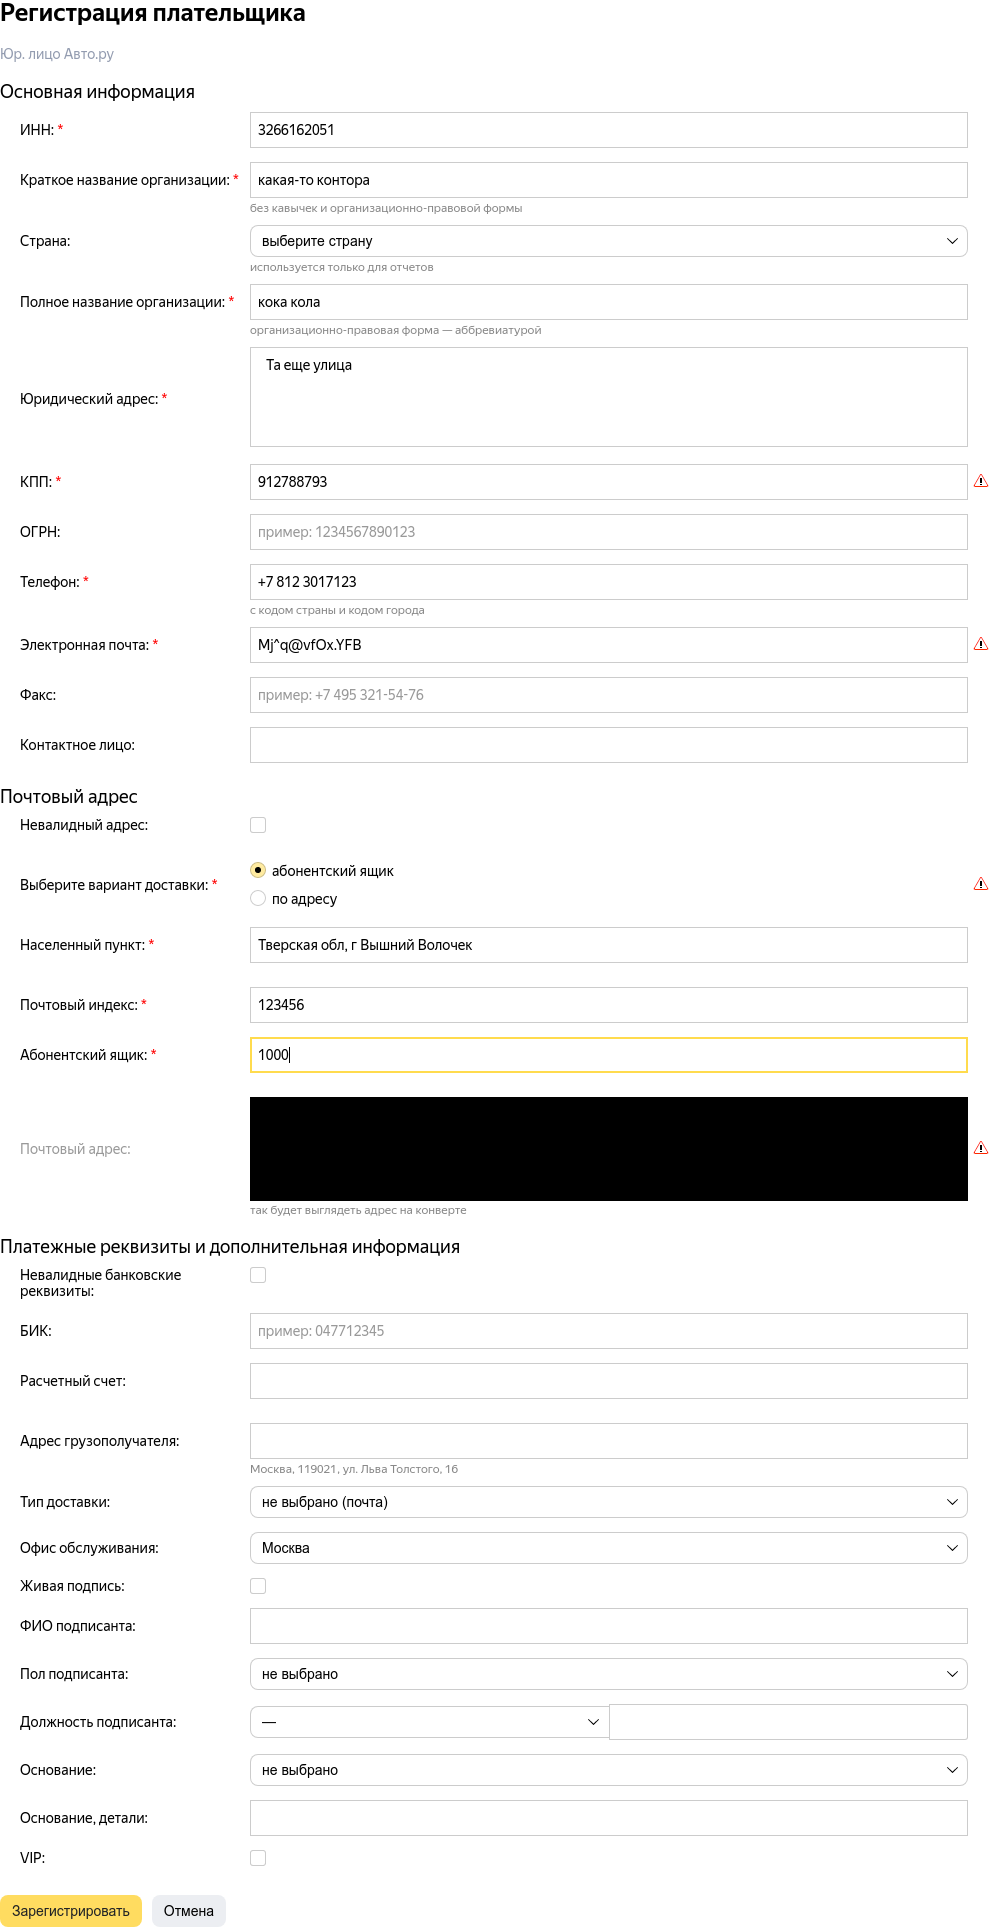 Регистрация плательщика
Юр. лицо Авто.ру
Основная информация
ИНН: * 3266162051
Краткое название организации: * какая-то контора
без кавычек и организационно-правовой формы
Страна: выберите страну
используется только для отчетов
Полное название организации: * кока кола
организационно-правовая форма — аббревиатурой
Та еще улица
Юридический адрес: *
КПП: * 912788793
ОГРН: пример: 1234567890123
Телефон: * +7 812 3017123
с кодом страны и кодом города
Электронная почта: * Mj^q@vfOx.YFB
Факс: пример: +7 495 321-54-76
Контактное лицо:
Почтовый адрес
Невалидный адрес:
абонентский ящик
Выберите вариант доставки: *
по адресу
Населенный пункт: * Тверская обл, г Вышний Волочек
Почтовый индекс: * 123456
Абонентский ящик: * 1000
Почтовый адрес:
так будет выглядеть адрес на конверте
Платежные реквизиты и дополнительная информация
Невалидные банковские
реквизиты:
БИК: пример: 047712345
Расчетный счет:
Адрес грузополучателя:
Москва, 119021, ул. Льва Толстого, 16
Тип доставки: не выбрано (почта)
Офис обслуживания: Москва
Живая подпись:
ФИО подписанта:
Пол подписанта: не выбрано
Должность подписанта: —
Основание: не выбрано
Основание, детали:
VIP:
Зарегистрировать Отмена